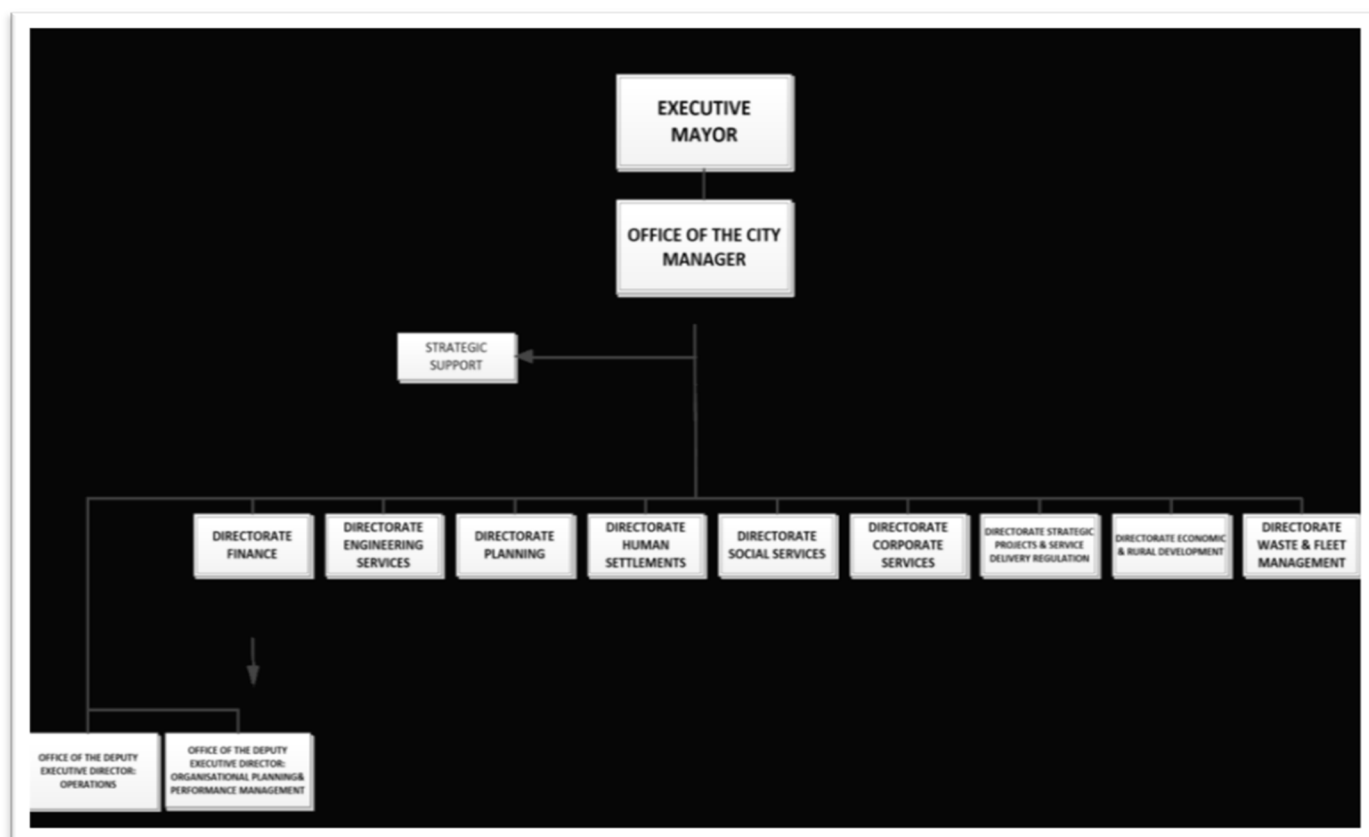 EXECUTIVE
MAYOR
OFFICE OF THE CITY
MANAGER
STRATEGIC
SUPPORT
DIRECTORATE
FINANCE
DIRECTORATE
ENGINEERING
SERVICES
DIRECTORATE
PLANNING
DIRECTORATE
HUMAN
SETTLEMENTS
DIRECTORATE
SOCIAL SERVICES
DIRECTORATE
CORPORATE
SERVICES
DIRECTORATE STRATEGIC
PROJECTS & SERVICE
DELIVERY REGULATION
DIRECTORATE ECONOMIC
& RURAL DEVELOPMENT
DIRECTORATE
WASTE & FLEET
MANAGEMENT
OFFICE OF THE DEPUTY
EXECUTIVE DIRECTOR:
OPERATIONS
OFFICE OF THE DEPUTY
EXECUTIVE DIRECTOR:
ORGANISATIONAL PLANNING&
PERFORMANCE MANAGEMENT